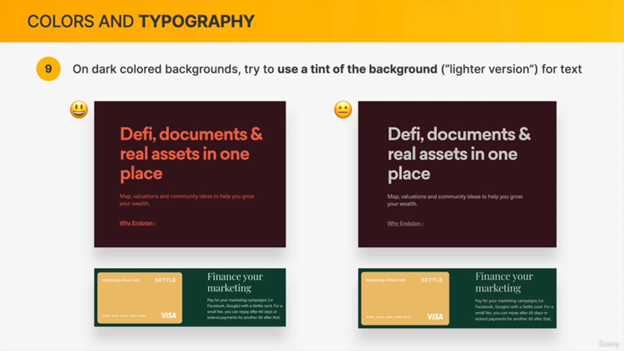 COLORS AND TYPOGRAPHY
9 On dark colored backgrounds, try to use a tint of the background ("lighter version") for text
Defi, documents &
real assets in one
place
Map, valuations and community ideas to help you grow
your wealth.
Why Endolan ›
Defi, documents &
real assets in one
place
Map, valuations and community ideas to help you grow
your wealth.
Why Endolan ›
Marketing virtual card SETTLE
VISA
Finance your
marketing
Pay for your marketing campaigns (i.e
Facebook, Google) with a Settle card. For a
small fee, you can repay after 60 days or
extend payments for another 60 after that
Marketing virtual card SETTLE
VISA
Finance your
marketing
Pay for your marketing campaigns (i.e
Facebook, Google) with a Settle card. For a
small fee, you can repay after 60 days or
extend payments for another 60 after that
Udemy